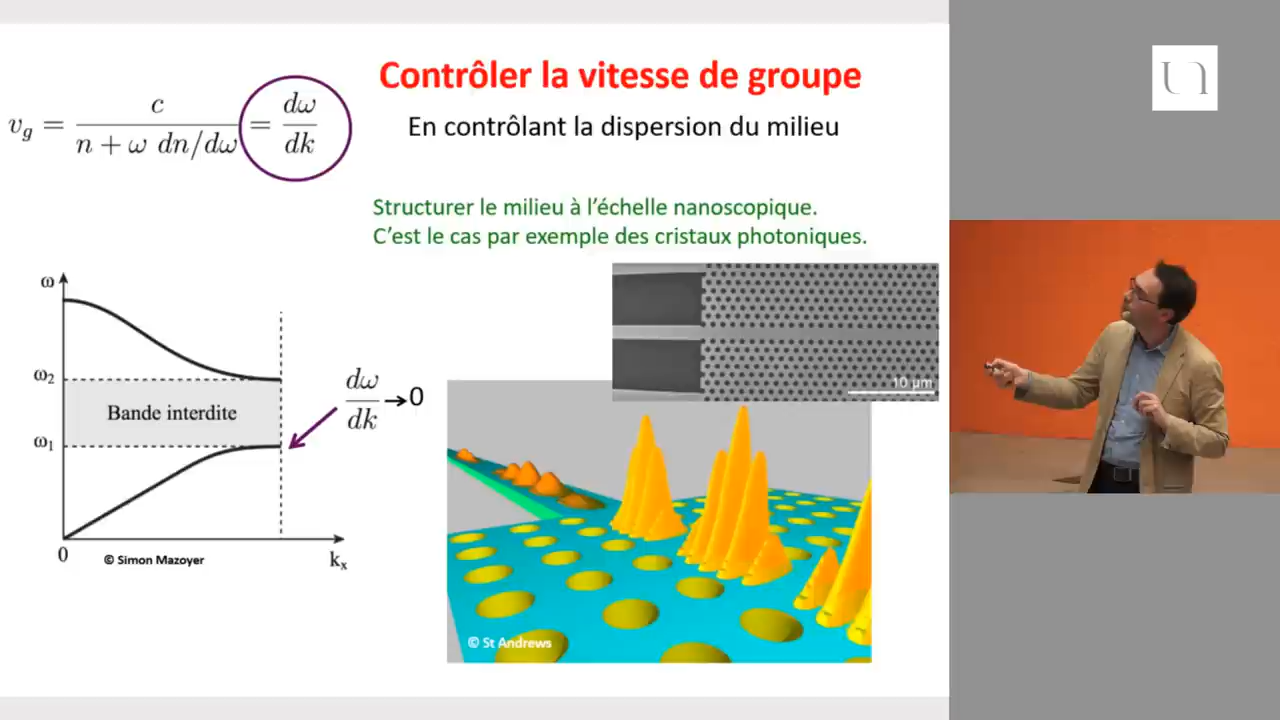 Contrôler la vitesse de groupe
v_g = c / (n + ω dn/dω) = dω/dk
En contrôlant la dispersion du milieu
Structurer le milieu à l’échelle nanoscopique.
C’est le cas par exemple des cristaux photoniques.
ω
ω₂
Bande interdite
ω₁
dω/dk → 0
0
kₓ
© Simon Mazoyer
10 µm
© St Andrews